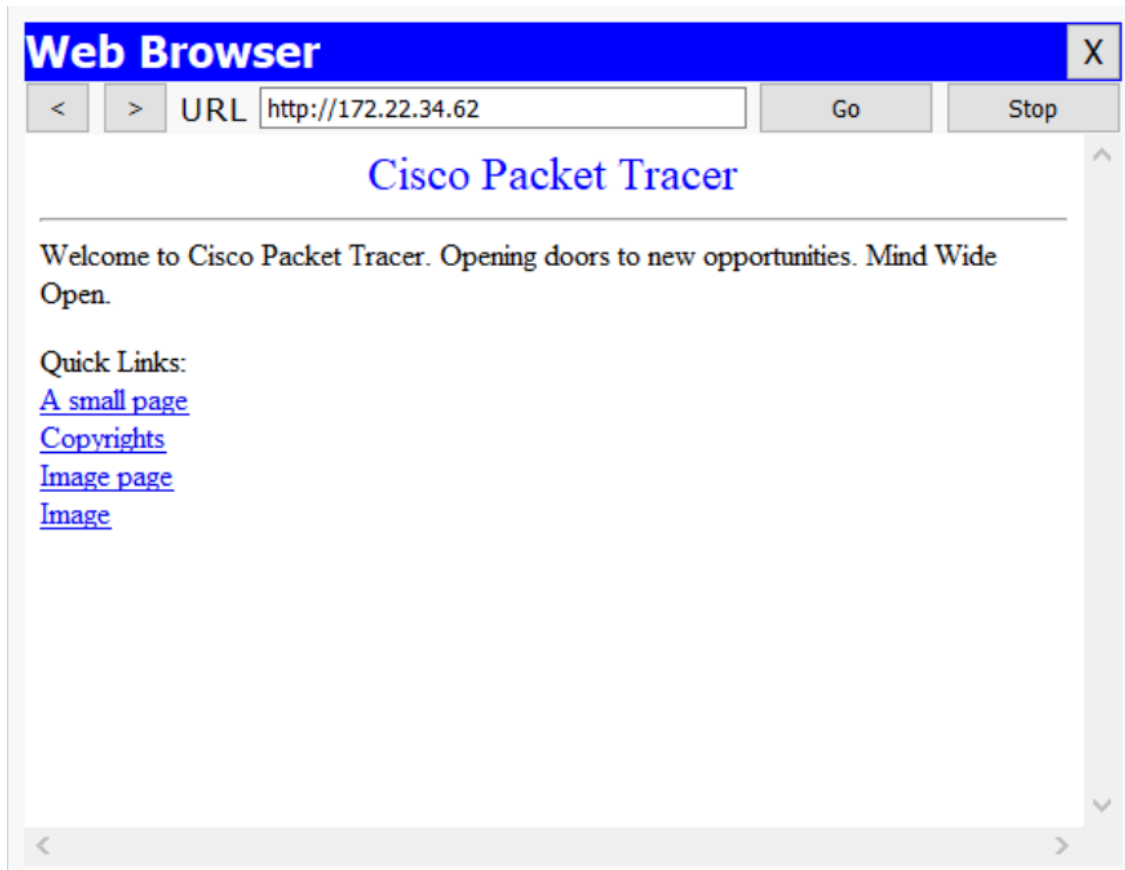 Web Browser X
< > URL http://172.22.34.62 Go Stop
Cisco Packet Tracer
Welcome to Cisco Packet Tracer. Opening doors to new opportunities. Mind Wide
Open.
Quick Links:
A small page
Copyrights
Image page
Image